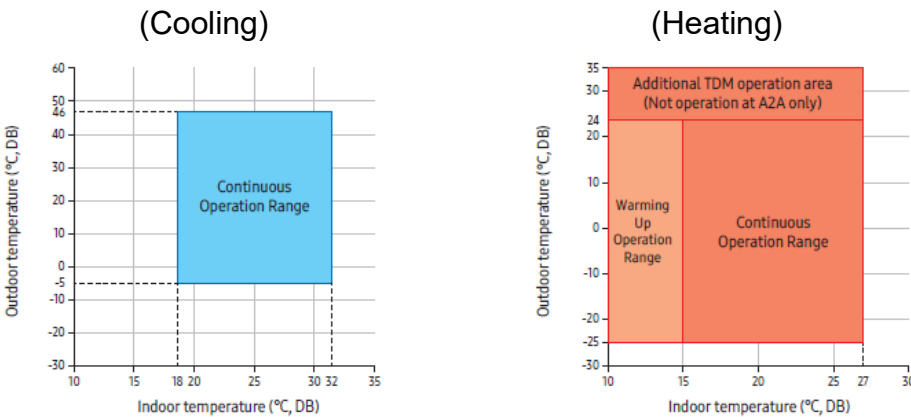 (Cooling)
60
50
46
40
30
20
10
0
-5
-10
-20
-30
Outdoor temperature (°C, DB)
Continuous
Operation Range
10 15 18 20 25 30 32 35
Indoor temperature (°C, DB)
(Heating)
35
30
24
20
10
0
-10
-20
-25
-30
Outdoor temperature (°C, DB)
Additional TDM operation area
(Not operation at A2A only)
Warming
Up
Operation
Range
Continuous
Operation Range
10 15 20 25 27 30
Indoor temperature (°C, DB)